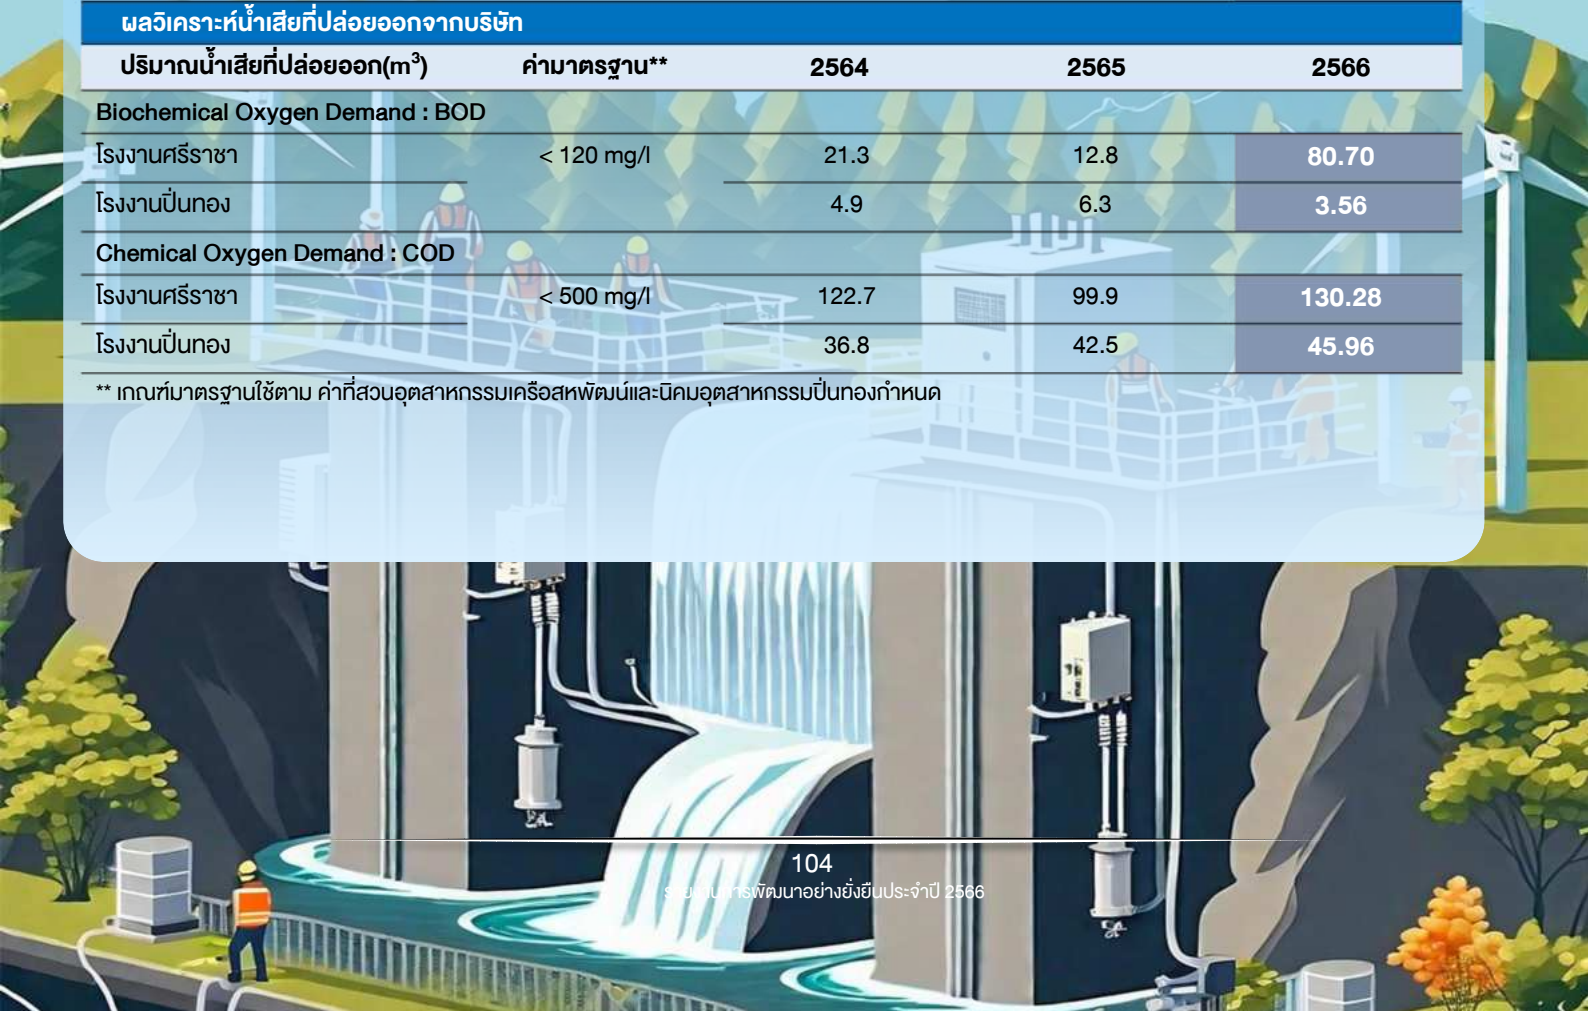 ผลวิเคราะห์น้ำเสียที่ปล่อยออกจากบริษัท
ปริมาณน้ำเสียที่ปล่อยออก(m³) ค่ามาตรฐาน** 2564 2565 2566
Biochemical Oxygen Demand : BOD
โรงงานศรีราชา < 120 mg/l 21.3 12.8 80.70
โรงงานปิ่นทอง 4.9 6.3 3.56
Chemical Oxygen Demand : COD
โรงงานศรีราชา < 500 mg/l 122.7 99.9 130.28
โรงงานปิ่นทอง 36.8 42.5 45.96
** เกณฑ์มาตรฐานใช้ตาม ค่าที่สวนอุตสาหกรรมเครือสหพัฒน์และนิคมอุตสาหกรรมปิ่นทองกำหนด
104
รายงานการพัฒนาอย่างยั่งยืนประจำปี 2566